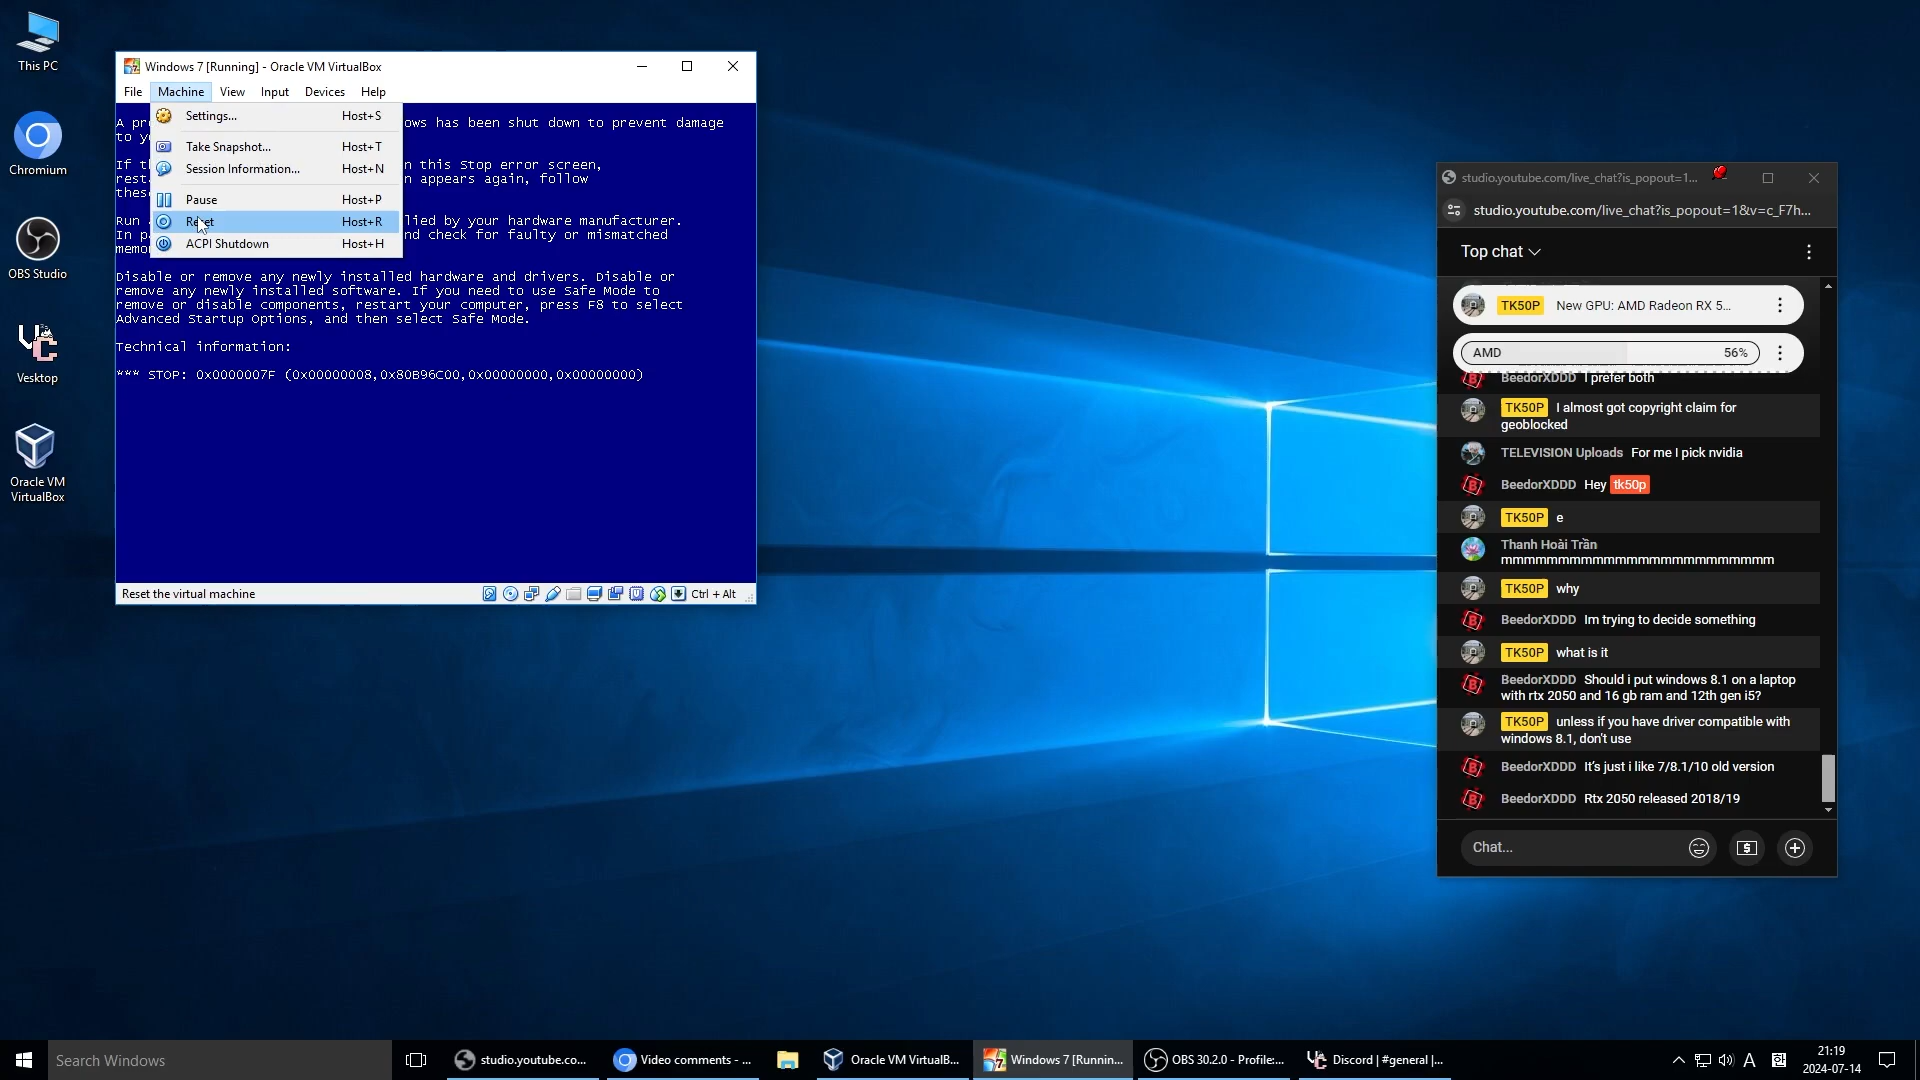 This PC
Chromium
OBS Studio
Vesktop
Oracle VM
VirtualBox
Windows 7 [Running] - Oracle VM VirtualBox
File Machine View Input Devices Help
Settings... Host+S
Take Snapshot... Host+T
Session Information... Host+N
Pause Host+P
Reset Host+R
ACPI Shutdown Host+H
ows has been shut down to prevent damage
to
If n this Stop error screen,
n appears again, follow
Run lied by your hardware manufacturer.
In nd check for faulty or mismatched
Disable or remove any newly installed hardware and drivers. Disable or
remove any newly installed software. If you need to use Safe Mode to
remove or disable components, restart your computer, press F8 to select
Advanced Startup Options, and then select Safe Mode.
Technical information:
*** STOP: 0x0000007F (0x00000008,0x80B96C00,0x00000000,0x00000000)
Reset the virtual machine
Ctrl + Alt
studio.youtube.com/live_chat?is_popout=1...
studio.youtube.com/live_chat?is_popout=1&v=c_F7h...
Top chat
TK50P New GPU: AMD Radeon RX 5...
AMD 56%
BeedorXDDD I prefer both
TK50P I almost got copyright claim for
geoblocked
TELEVISION Uploads For me I pick nvidia
BeedorXDDD Hey tk50p
TK50P e
Thanh Hoài Trần
mmmmmmmmmmmmmmmmmmmmmmmm
TK50P why
BeedorXDDD Im trying to decide something
TK50P what is it
BeedorXDDD Should i put windows 8.1 on a laptop
with rtx 2050 and 16 gb ram and 12th gen i5?
TK50P unless if you have driver compatible with
windows 8.1, don't use
BeedorXDDD It's just i like 7/8.1/10 old version
BeedorXDDD Rtx 2050 released 2018/19
Chat...
Search Windows
studio.youtube.co...
Video comments - ...
Oracle VM VirtualB...
Windows 7 [Runnin...
OBS 30.2.0 - Profile:...
Discord | #general |...
A
21:19
2024-07-14